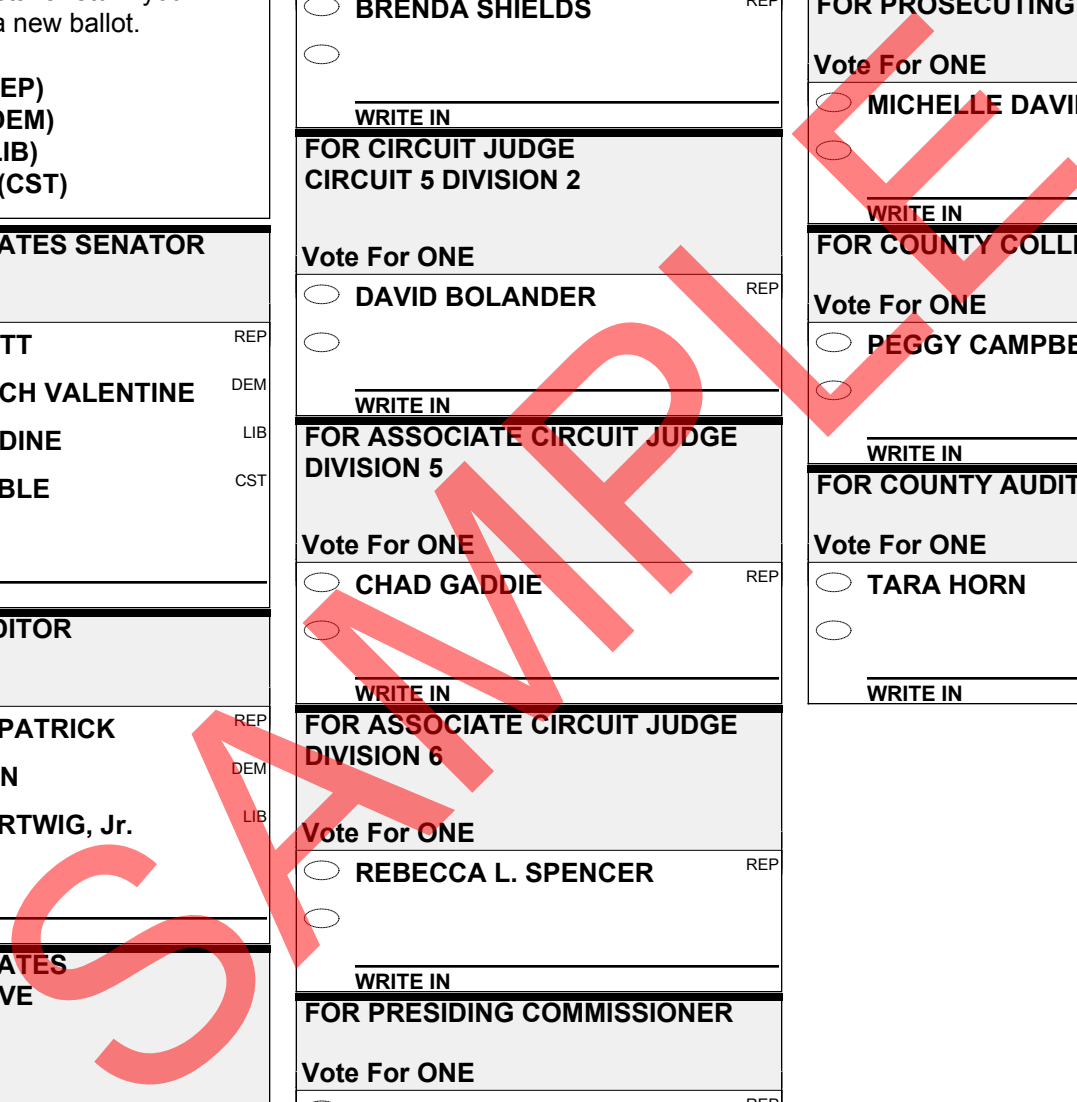 a new ballot.
EP)
DEM)
IB)
(CST)
ATES SENATOR
TT REP
CH VALENTINE DEM
DINE LIB
BLE CST
DITOR
PATRICK REP
N DEM
RTWIG, Jr. LIB
ATES
VE
BRENDA SHIELDS REP
WRITE IN
FOR CIRCUIT JUDGE
CIRCUIT 5 DIVISION 2
Vote For ONE
DAVID BOLANDER REP
WRITE IN
FOR ASSOCIATE CIRCUIT JUDGE
DIVISION 5
Vote For ONE
CHAD GADDIE REP
WRITE IN
FOR ASSOCIATE CIRCUIT JUDGE
DIVISION 6
Vote For ONE
REBECCA L. SPENCER REP
WRITE IN
FOR PRESIDING COMMISSIONER
Vote For ONE
REP
FOR PROSECUTING
Vote For ONE
MICHELLE DAVI
WRITE IN
FOR COUNTY COLL
Vote For ONE
PEGGY CAMPBE
WRITE IN
FOR COUNTY AUDIT
Vote For ONE
TARA HORN
WRITE IN
SAMPLE